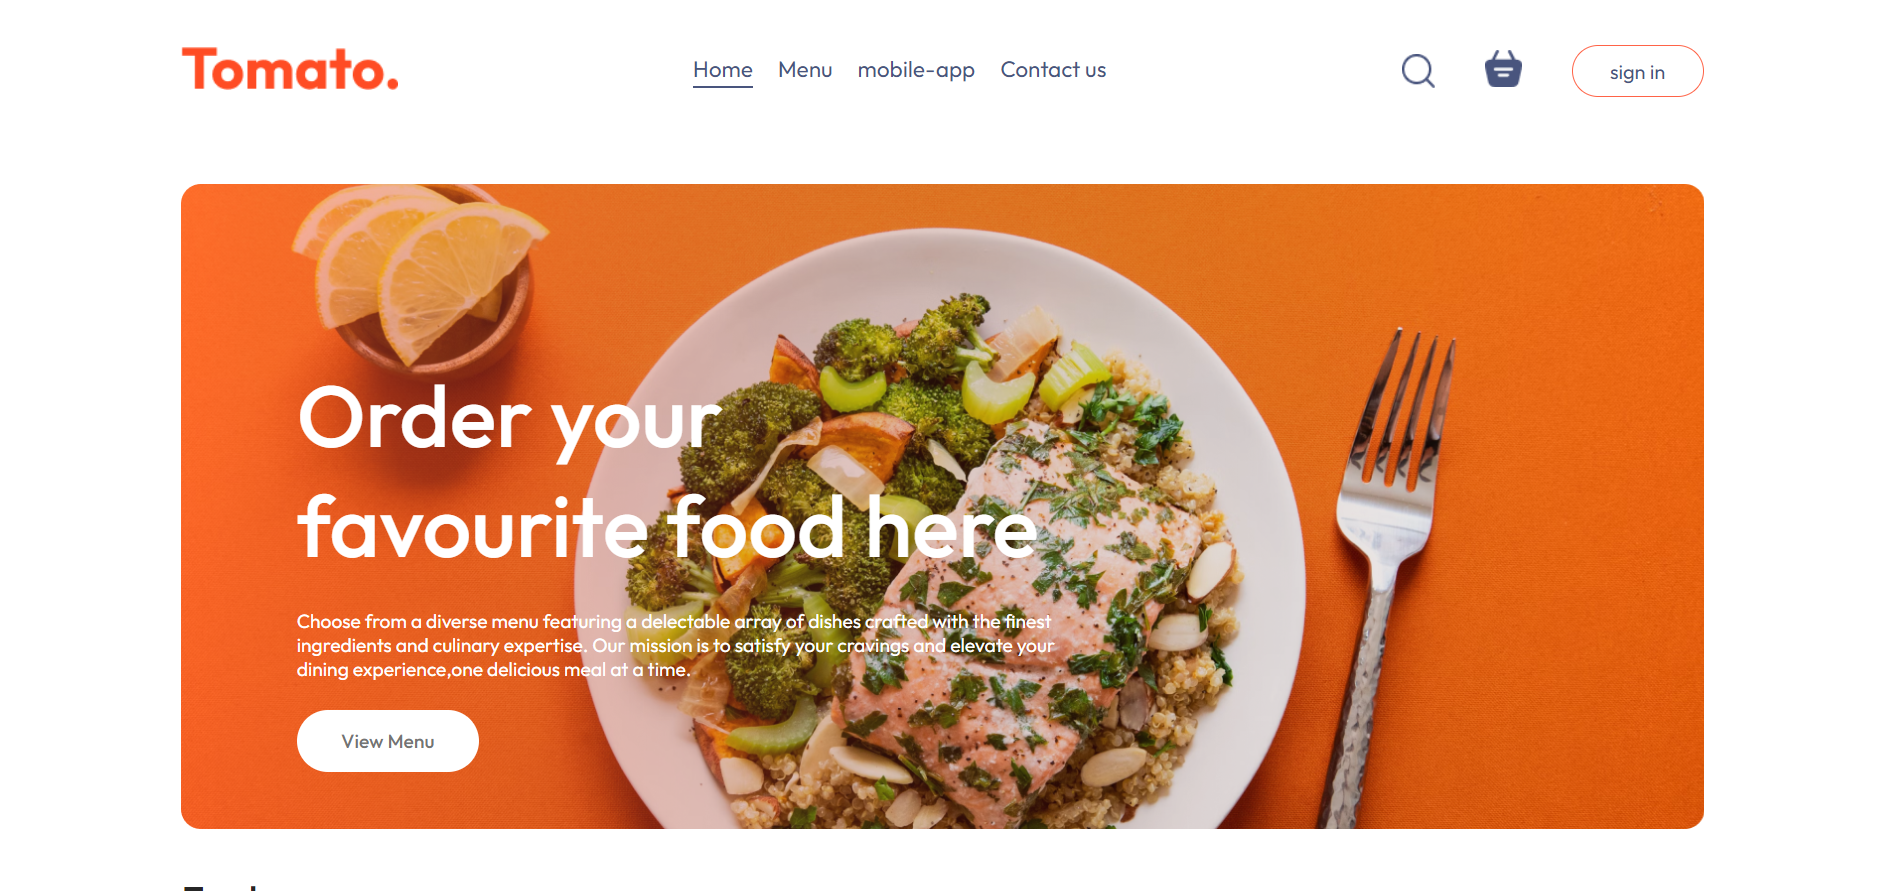 Tomato.
Home Menu mobile-app Contact us
sign in
Order your
favourite food here
Choose from a diverse menu featuring a delectable array of dishes crafted with the finest
ingredients and culinary expertise. Our mission is to satisfy your cravings and elevate your
dining experience,one delicious meal at a time.
View Menu